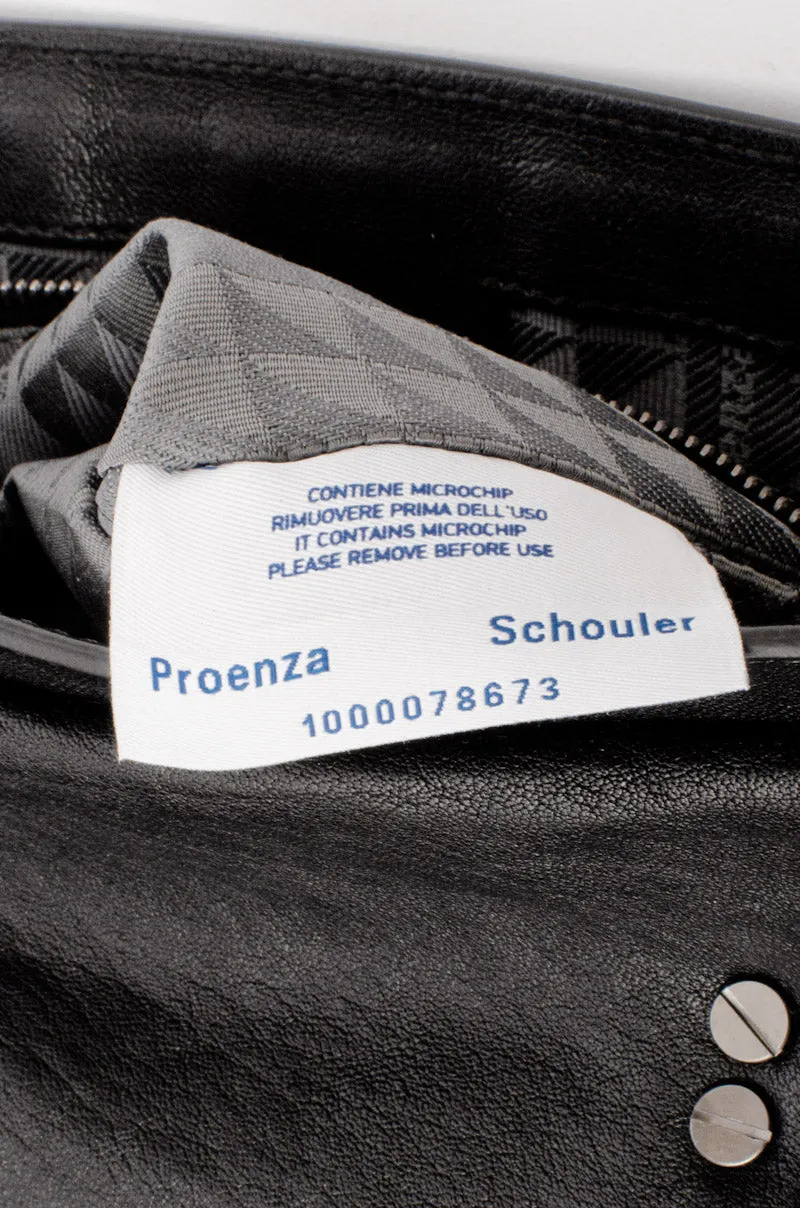 CONTIENE MICROCHIP
RIMUOVERE PRIMA DELL'USO
IT CONTAINS MICROCHIP
PLEASE REMOVE BEFORE USE
Proenza Schouler
1000078673